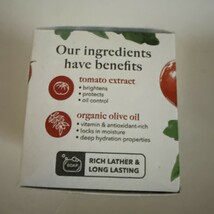 Our ingredients
have benefits
tomato extract
• brightens
• protects
• oil control
organic olive oil
• vitamin & antioxidant-rich
• locks in moisture
• deep hydration properties
SOAP
RICH LATHER &
LONG LASTING